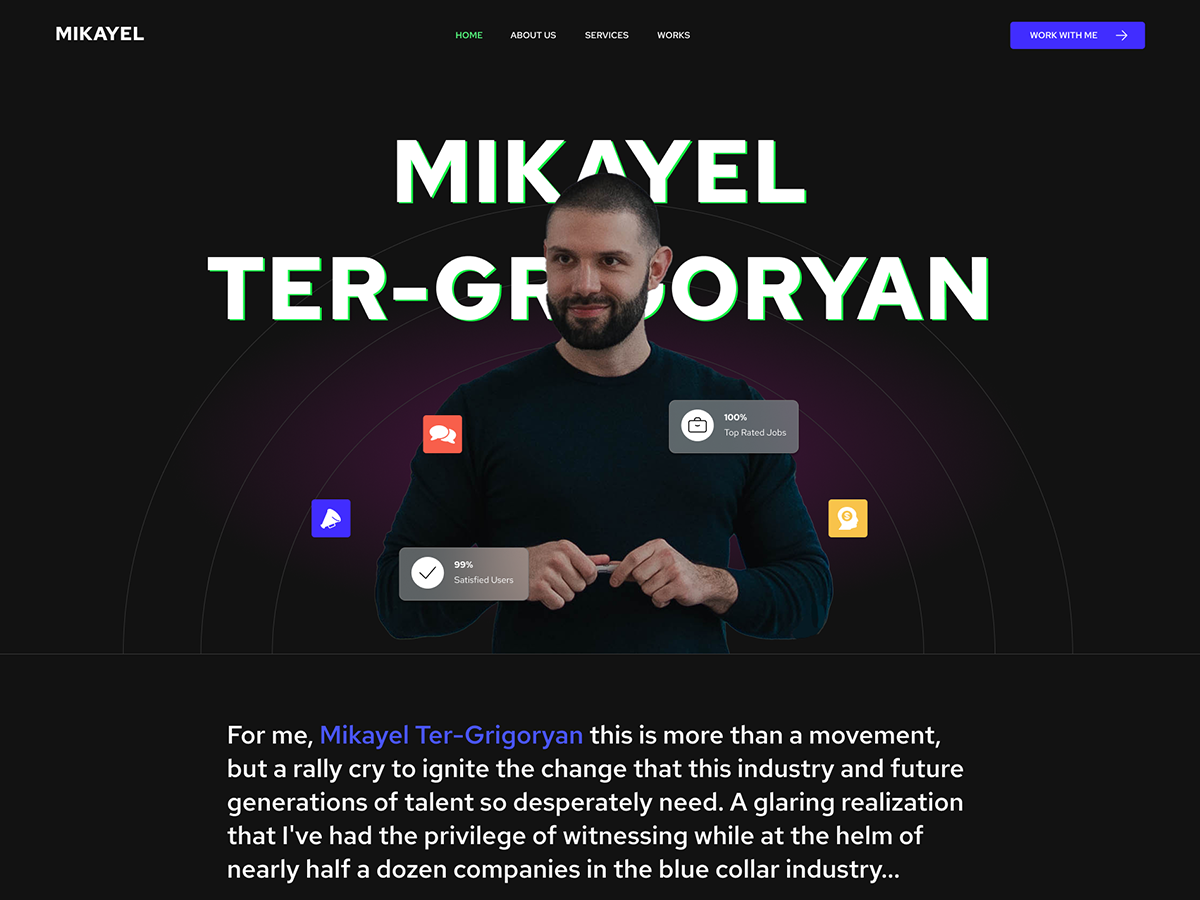 MIKAYEL
HOME
ABOUT US
SERVICES
WORKS
WORK WITH ME
MIKAYEL
TER-GRIGORYAN
100%
Top Rated Jobs
99%
Satisfied Users
For me, Mikayel Ter-Grigoryan this is more than a movement,
but a rally cry to ignite the change that this industry and future
generations of talent so desperately need. A glaring realization
that I've had the privilege of witnessing while at the helm of
nearly half a dozen companies in the blue collar industry...